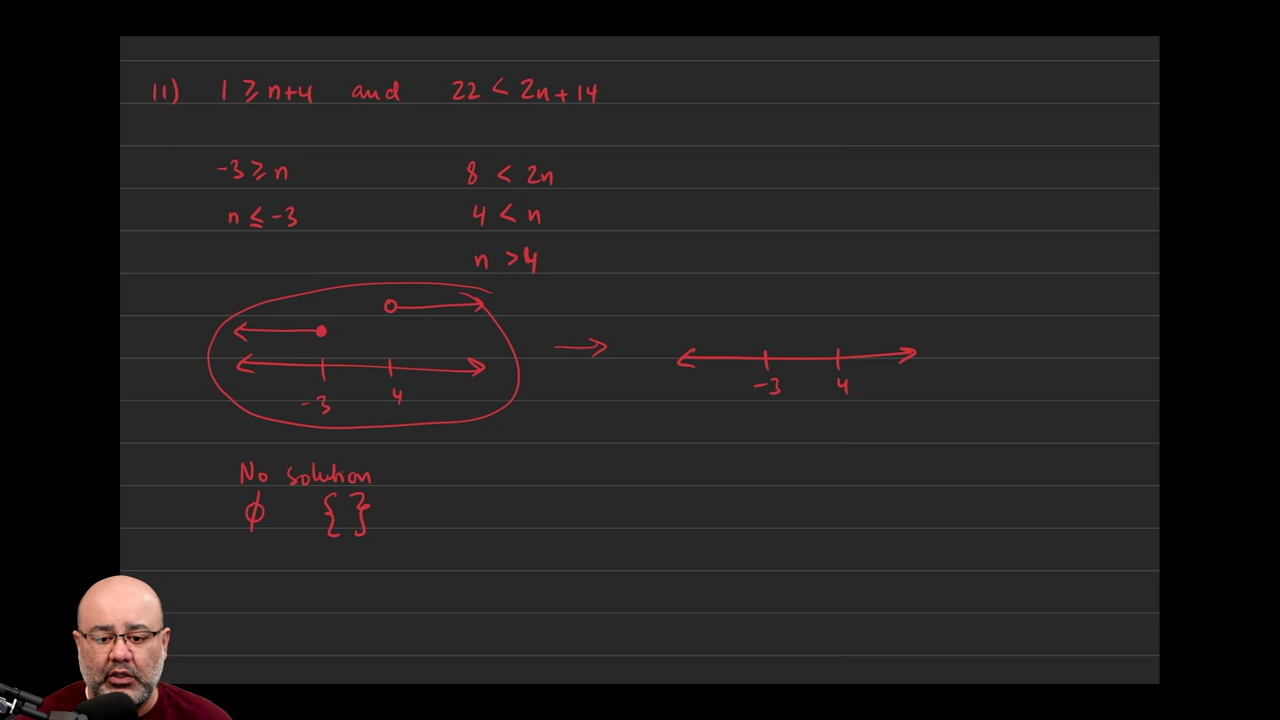 11) 1 ≥ n+4 and 22 < 2n+14
-3 ≥ n 8 < 2n
n ≤ -3 4 < n
n > 4
-3 4 -3 4
No solution
∅ { }